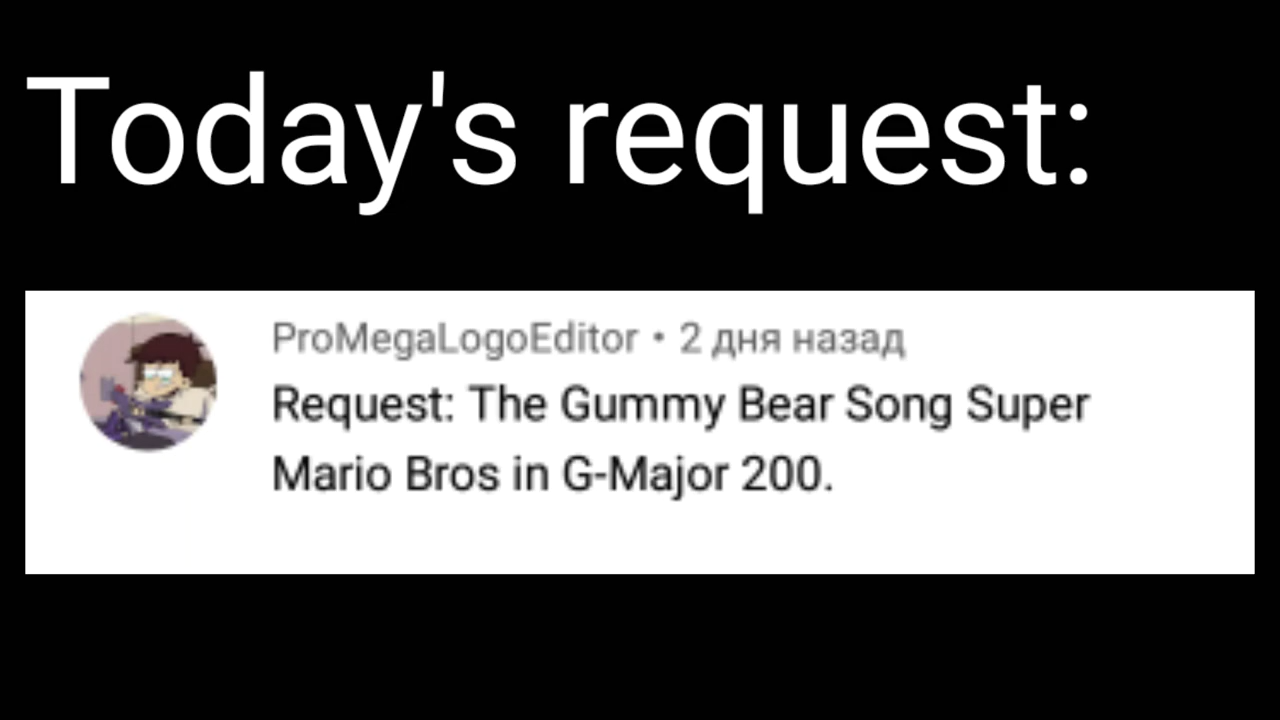 Today's request:
ProMegaLogoEditor • 2 дня назад
Request: The Gummy Bear Song Super
Mario Bros in G-Major 200.